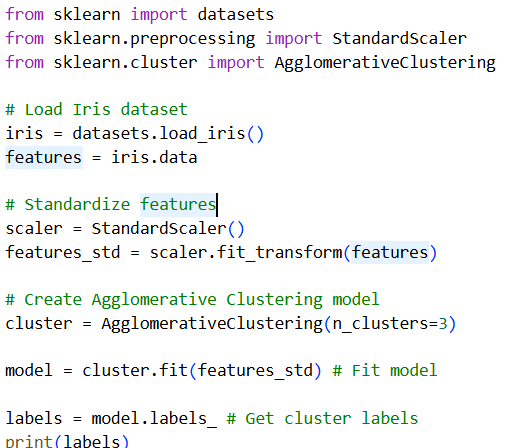 from sklearn import datasets
from sklearn.preprocessing import StandardScaler
from sklearn.cluster import AgglomerativeClustering
# Load Iris dataset
iris = datasets.load_iris()
features = iris.data
# Standardize features
scaler = StandardScaler()
features_std = scaler.fit_transform(features)
# Create Agglomerative Clustering model
cluster = AgglomerativeClustering(n_clusters=3)
model = cluster.fit(features_std) # Fit model
labels = model.labels_ # Get cluster labels
print(labels)